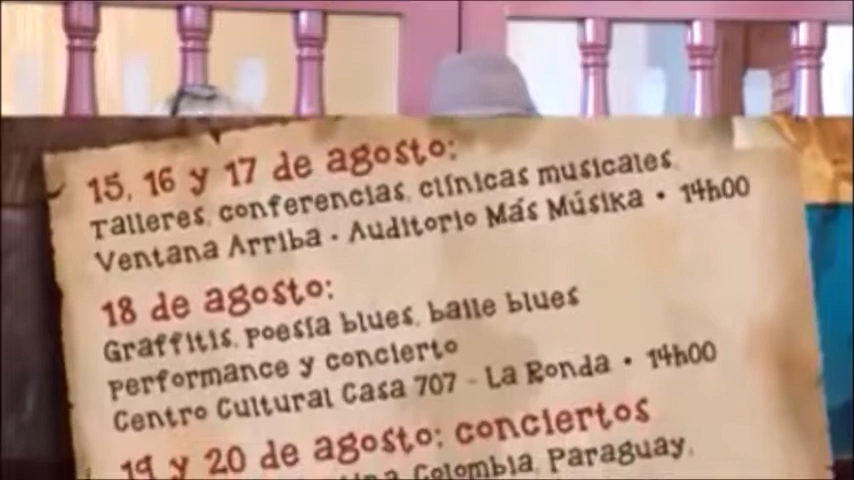 15, 16 y 17 de agosto:
Talleres, conferencias, clínicas musicales,
Ventana Arriba - Auditorio Más Músika • 14h00
18 de agosto:
Graffitis, poesía blues, baile blues
performance y concierto
Centro Cultural Casa 707 - La Ronda • 14h00
19 y 20 de agosto: conciertos
Colombia, Paraguay,